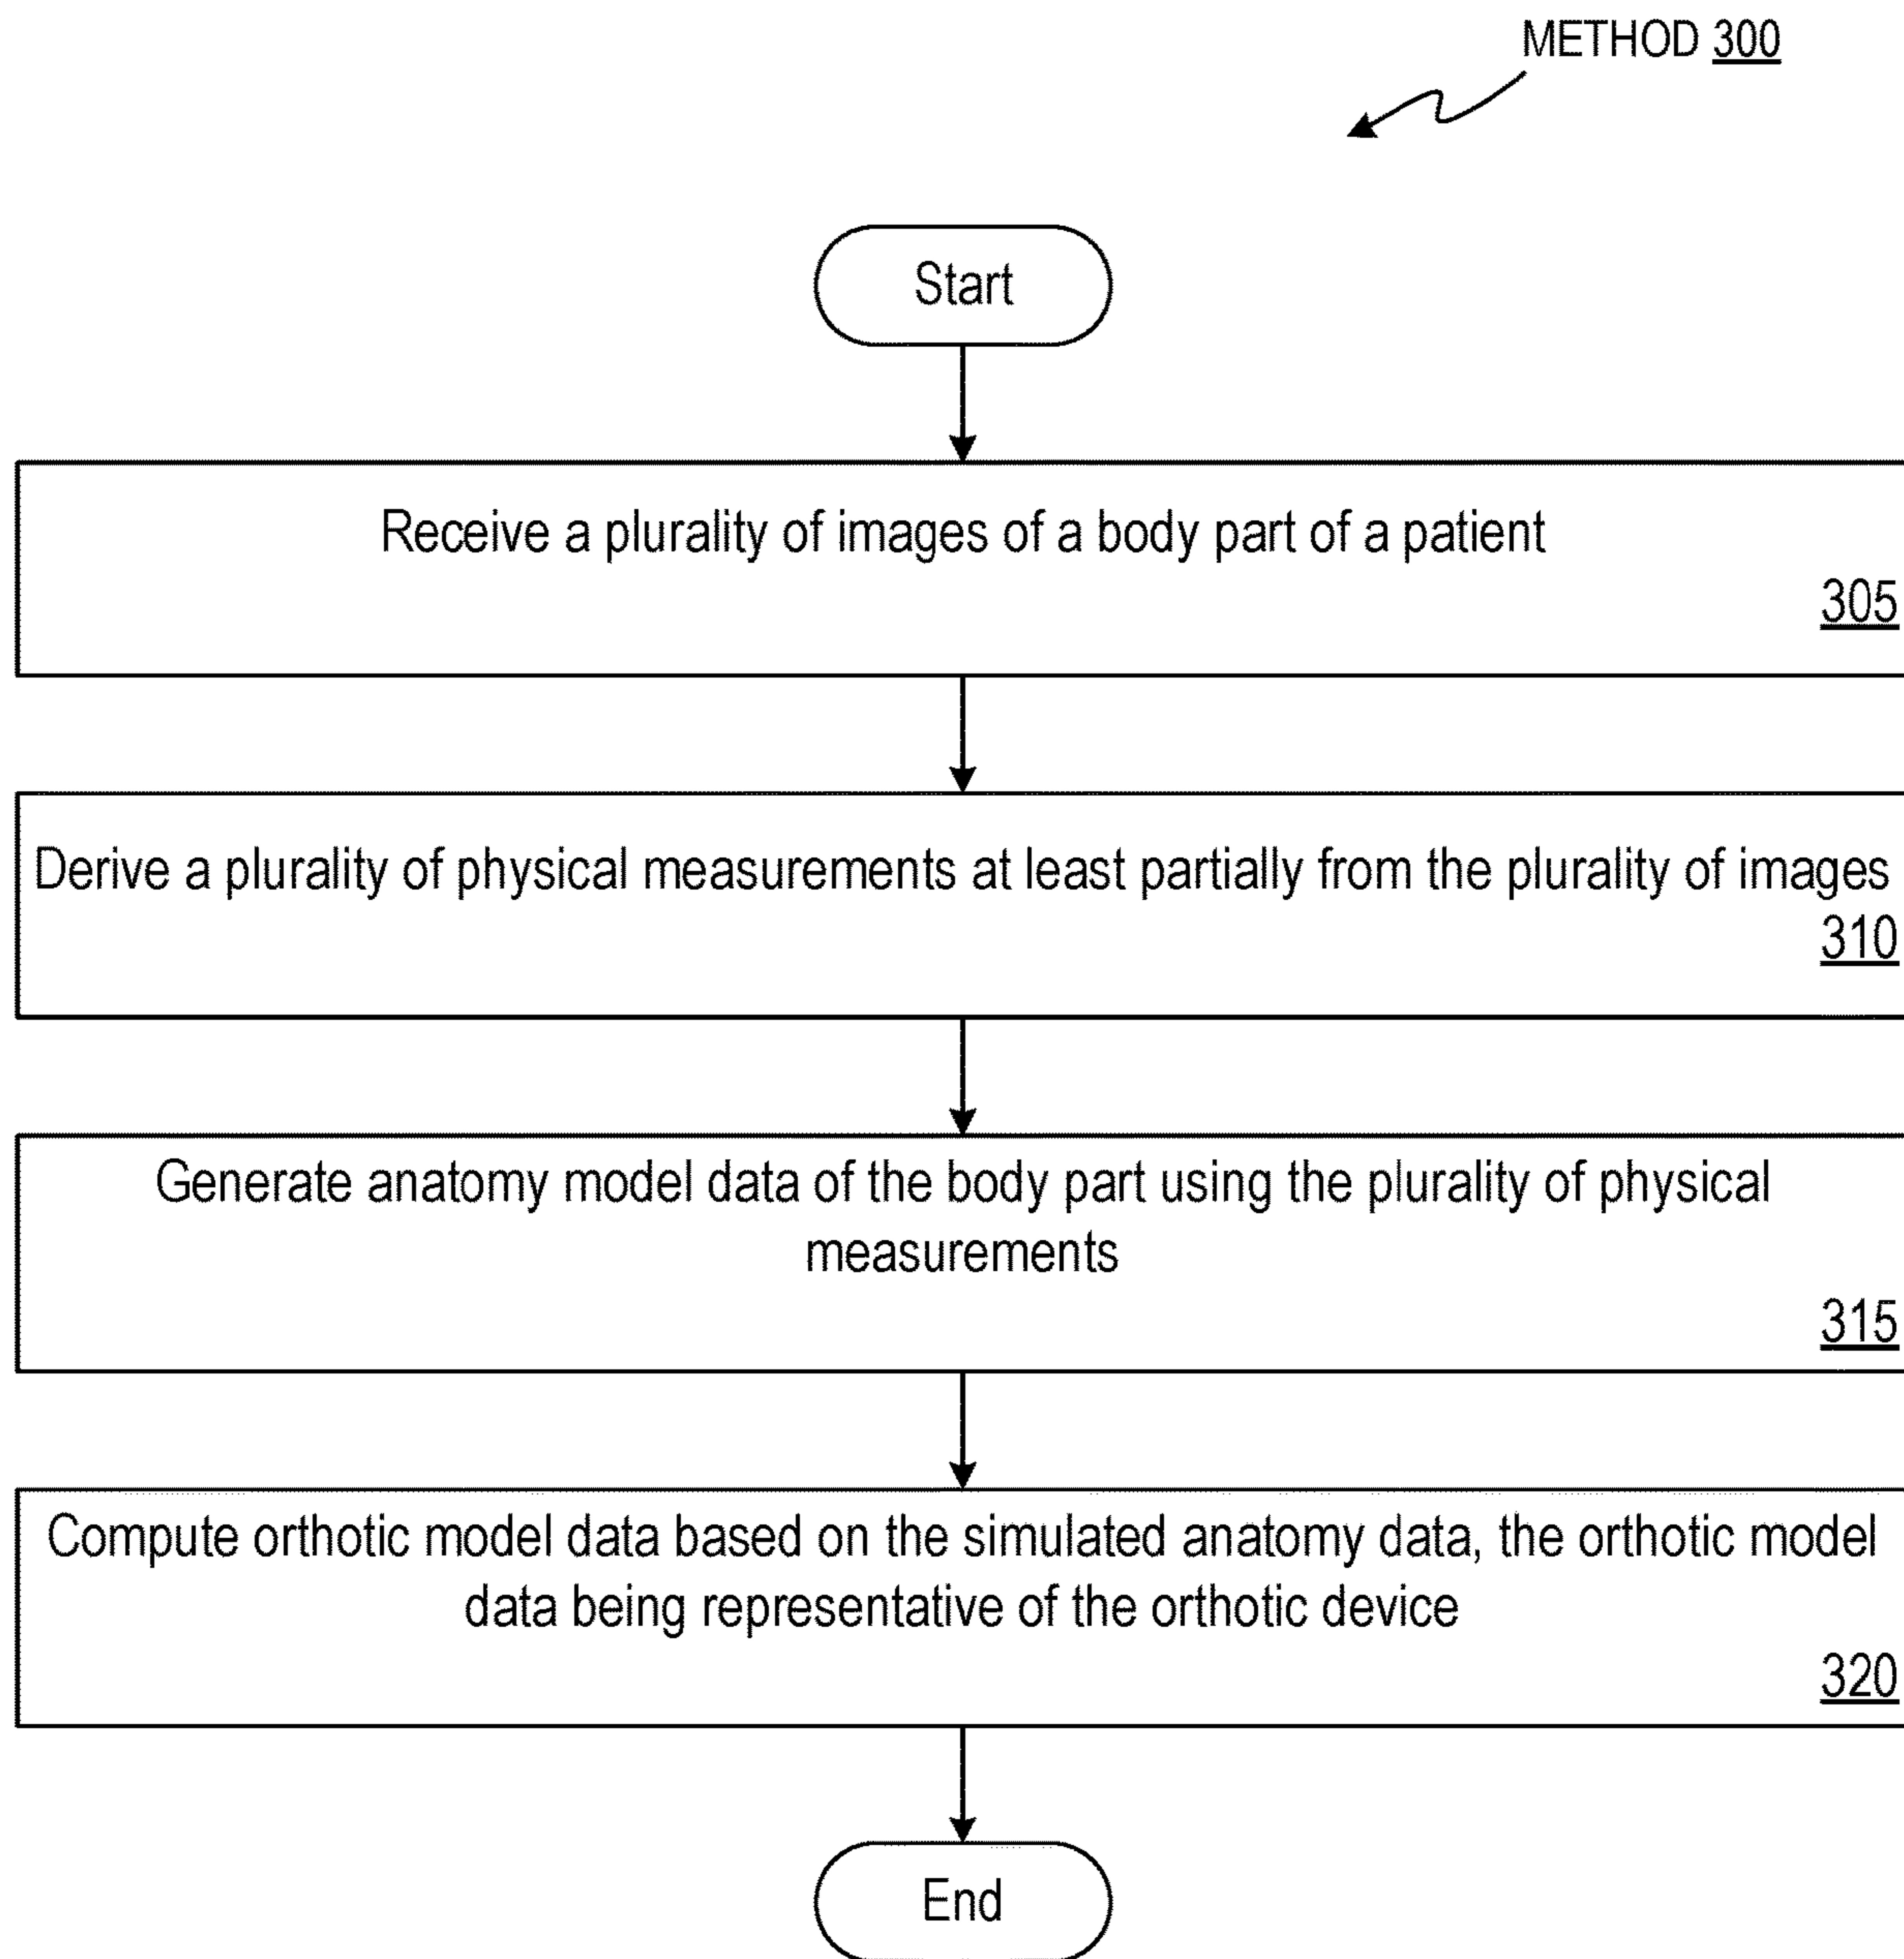 METHOD 300
Start
Receive a plurality of images of a body part of a patient
305
Derive a plurality of physical measurements at least partially from the plurality of images
310
Generate anatomy model data of the body part using the plurality of physical
measurements
315
Compute orthotic model data based on the simulated anatomy data, the orthotic model
data being representative of the orthotic device
320
End